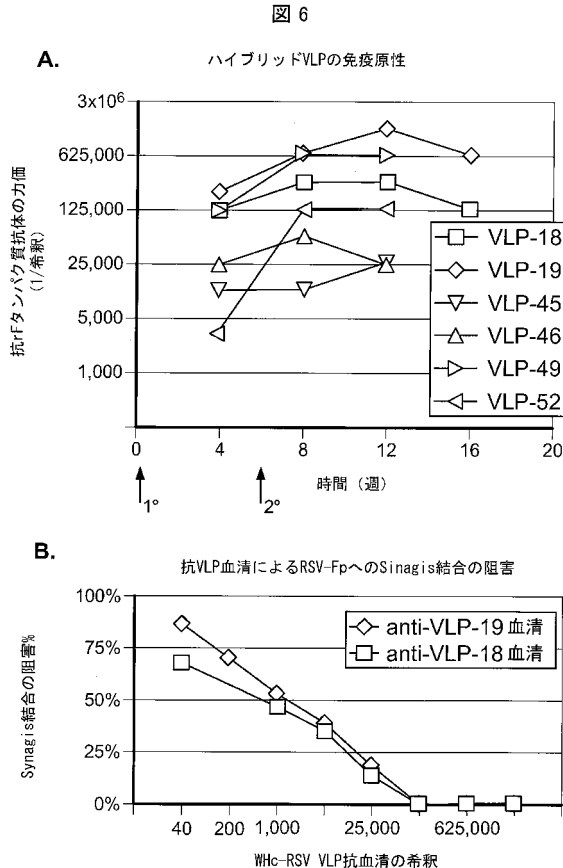 図 6
A.
ハイブリッドVLPの免疫原性
抗rFタンパク質抗体の力価
(1/希釈)
3x10⁶
625,000
125,000
25,000
5,000
1,000
VLP-18
VLP-19
VLP-45
VLP-46
VLP-49
VLP-52
0
4
8
12
16
20
時間 (週)
1°
2°
B.
抗VLP血清によるRSV-FpへのSinagis結合の阻害
Synagis結合の阻害%
100%
75%
50%
25%
0%
anti-VLP-19 血清
anti-VLP-18 血清
40
200
1,000
25,000
625,000
WHc-RSV VLP抗血清の希釈